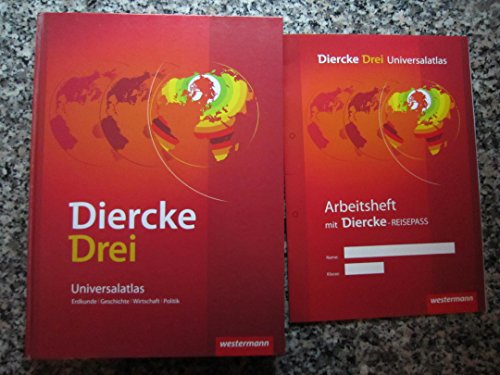 Diercke
Drei
Universalatlas
Erdkunde | Geschichte | Wirtschaft | Politik
westermann
Diercke Drei Universalatlas
Arbeitsheft
mit Diercke-REISEPASS
Name:
Klasse:
westermann